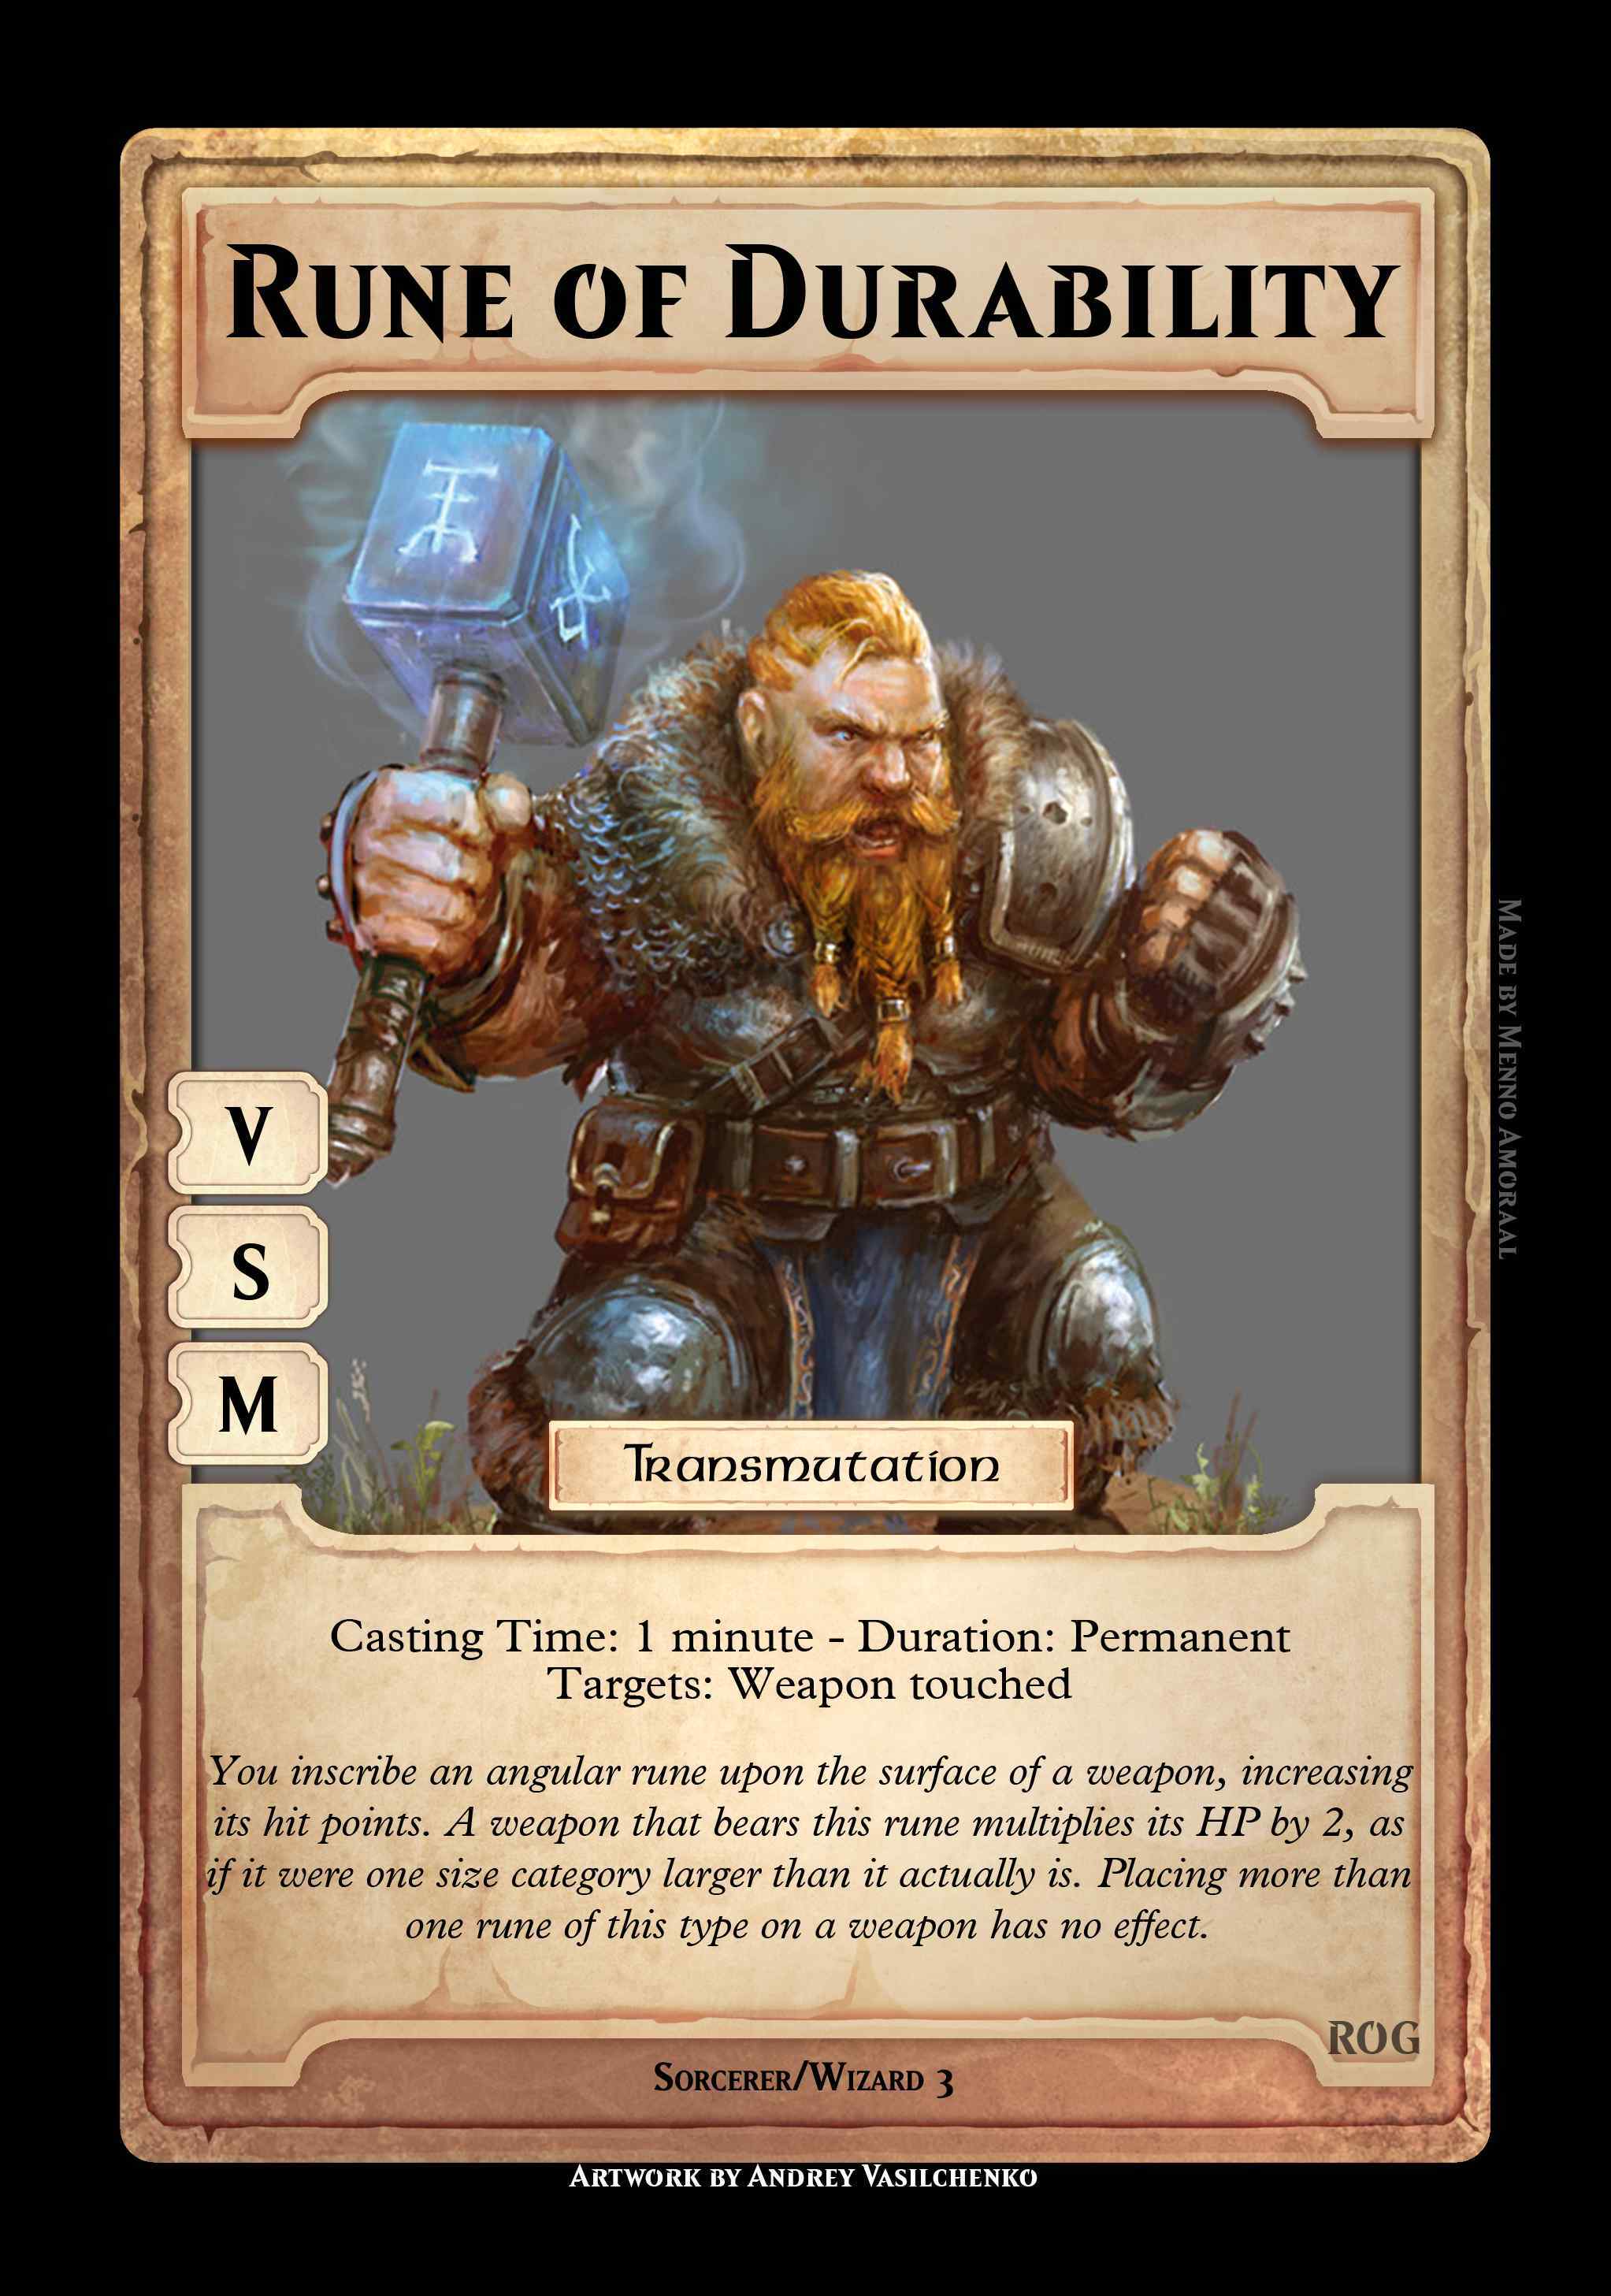 Rune of Durability
Made by Menno Amoraal
V
S
M
Transmutation
Casting Time: 1 minute - Duration: Permanent
Targets: Weapon touched
You inscribe an angular rune upon the surface of a weapon, increasing
its hit points. A weapon that bears this rune multiplies its HP by 2, as
if it were one size category larger than it actually is. Placing more than
one rune of this type on a weapon has no effect.
ROG
Sorcerer/Wizard 3
Artwork by Andrey Vasilchenko